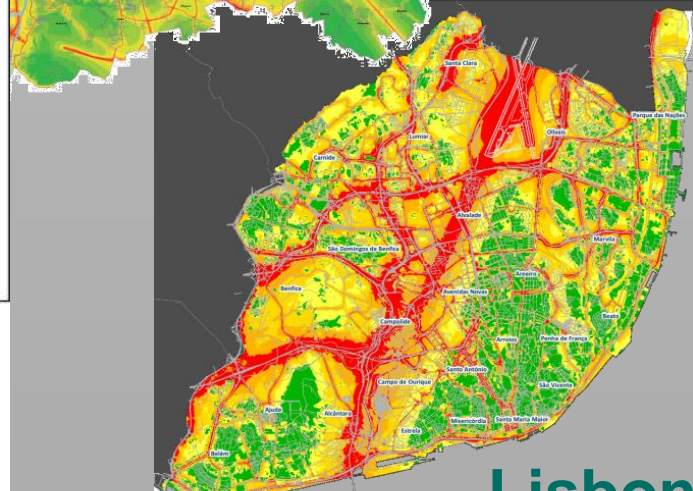 Santa Clara
Parque das Nações
Olivais
Lumiar
Carnide
Alvalade
Marvila
São Domingos de Benfica
Areeiro
Benfica
Avenidas Novas
Beato
Campolide
Arroios
Penha de França
Santo António
Campo de Ourique
São Vicente
Ajuda
Alcântara
Misericórdia
Santa Maria Maior
Estrela
Belém
Lisbon